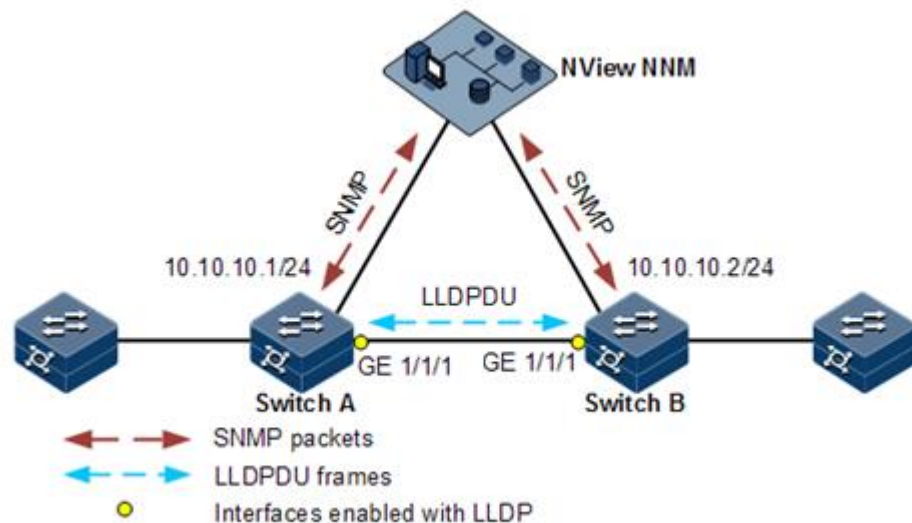 NView NNM
SNMP
SNMP
10.10.10.1/24
10.10.10.2/24
LLDPDU
GE 1/1/1
GE 1/1/1
Switch A
Switch B
SNMP packets
LLDPDU frames
Interfaces enabled with LLDP